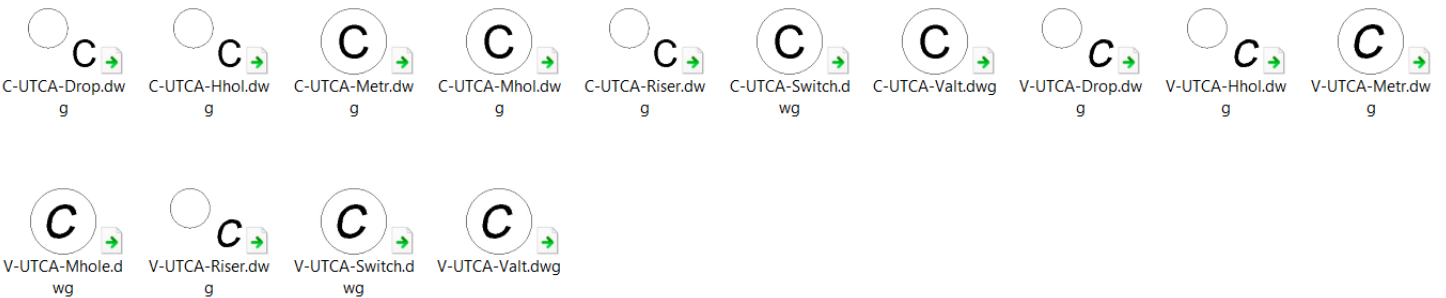 C C C C C C C C C C
C-UTCA-Drop.dw C-UTCA-Hhol.dw C-UTCA-Metr.dw C-UTCA-Mhol.dw C-UTCA-Riser.dw C-UTCA-Switch.d C-UTCA-Valt.dwg V-UTCA-Drop.dw V-UTCA-Hhol.dw V-UTCA-Metr.dw
g g g g g wg g g g
C C C C
V-UTCA-Mhole.d V-UTCA-Riser.dw V-UTCA-Switch.d V-UTCA-Valt.dwg
wg g wg